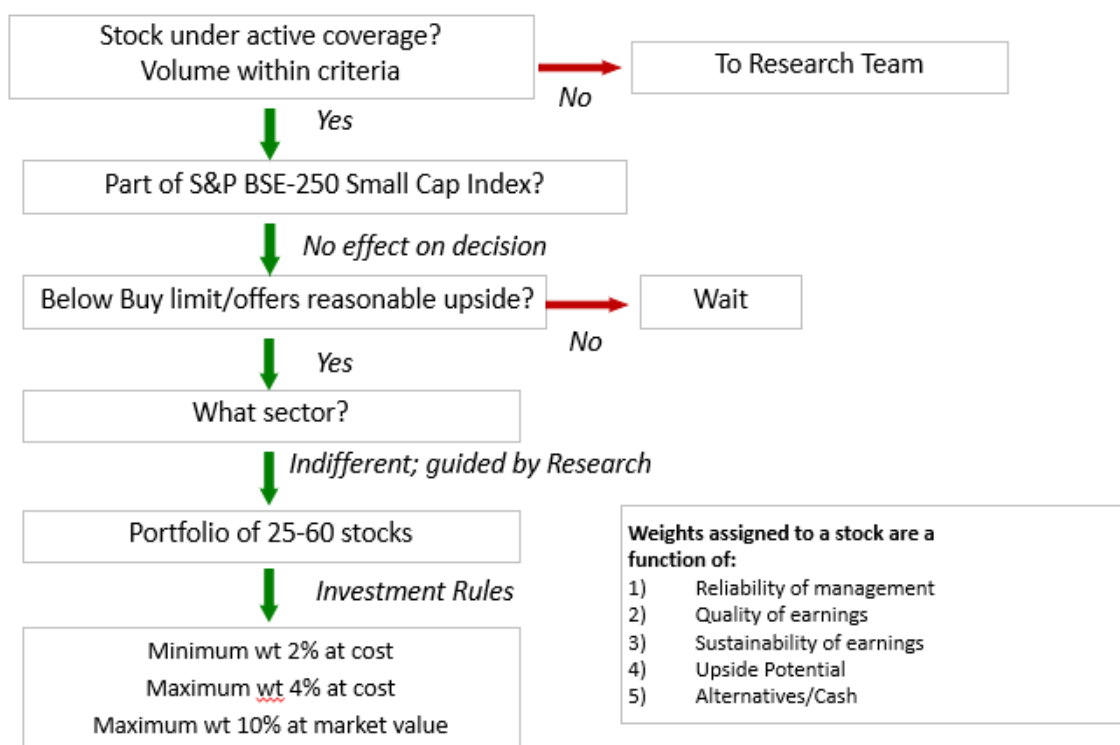 Stock under active coverage?
Volume within criteria
To Research Team
No
Yes
Part of S&P BSE-250 Small Cap Index?
No effect on decision
Below Buy limit/offers reasonable upside?
Wait
No
Yes
What sector?
Indifferent; guided by Research
Portfolio of 25-60 stocks
Investment Rules
Minimum wt 2% at cost
Maximum wt 4% at cost
Maximum wt 10% at market value
Weights assigned to a stock are a
function of:
1) Reliability of management
2) Quality of earnings
3) Sustainability of earnings
4) Upside Potential
5) Alternatives/Cash